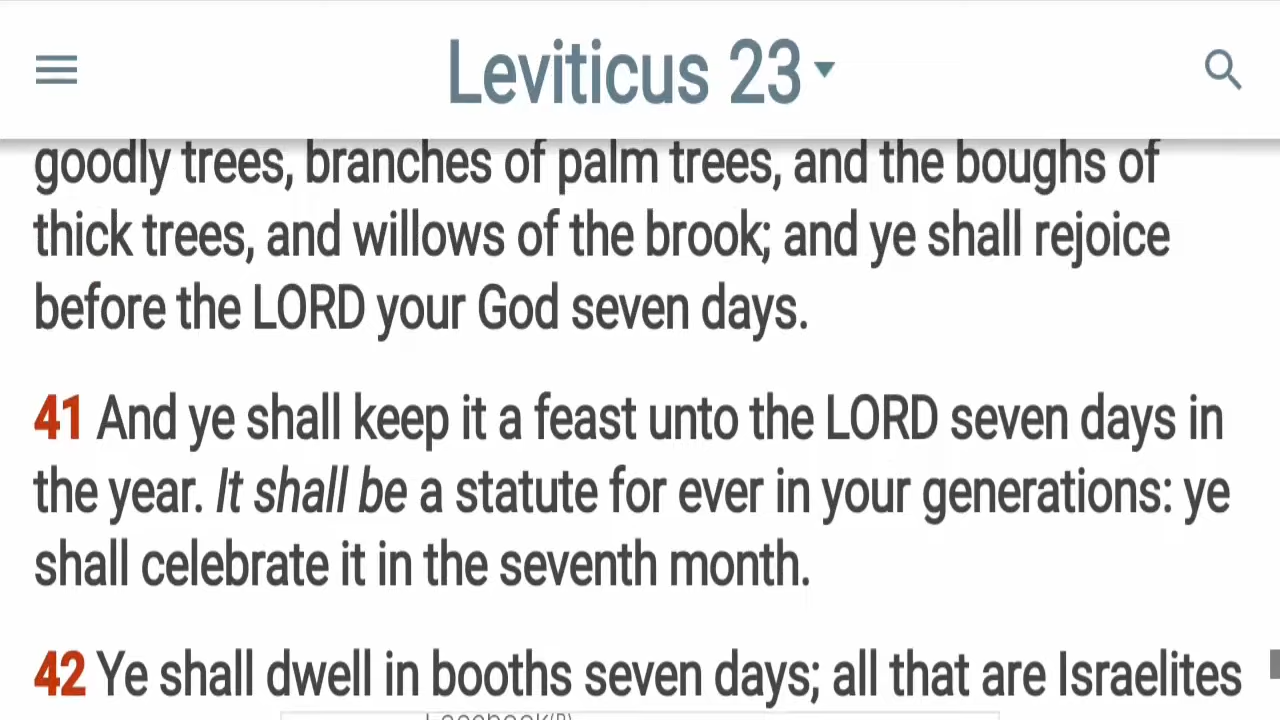 Leviticus 23
goodly trees, branches of palm trees, and the boughs of
thick trees, and willows of the brook; and ye shall rejoice
before the LORD your God seven days.
41 And ye shall keep it a feast unto the LORD seven days in
the year. It shall be a statute for ever in your generations: ye
shall celebrate it in the seventh month.
42 Ye shall dwell in booths seven days; all that are Israelites